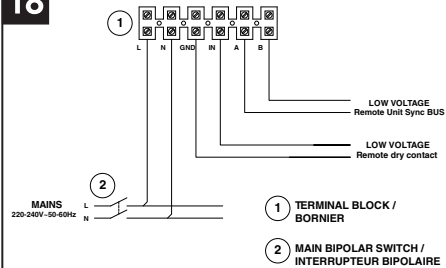 18
1
L N GND IN A B
LOW VOLTAGE
Remote Unit Sync BUS
LOW VOLTAGE
Remote dry contact
2
MAINS
220-240V~50-60Hz
L
N
1 TERMINAL BLOCK /
BORNIER
2 MAIN BIPOLAR SWITCH /
INTERRUPTEUR BIPOLAIRE